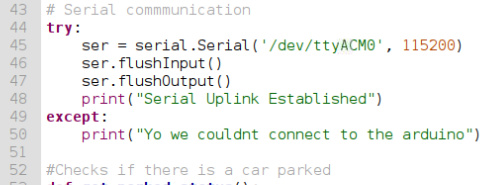 43 # Serial commmunication
44 try:
45     ser = serial.Serial('/dev/ttyACM0', 115200)
46     ser.flushInput()
47     ser.flushOutput()
48     print("Serial Uplink Established")
49 except:
50     print("Yo we couldnt connect to the arduino")
51
52 #Checks if there is a car parked